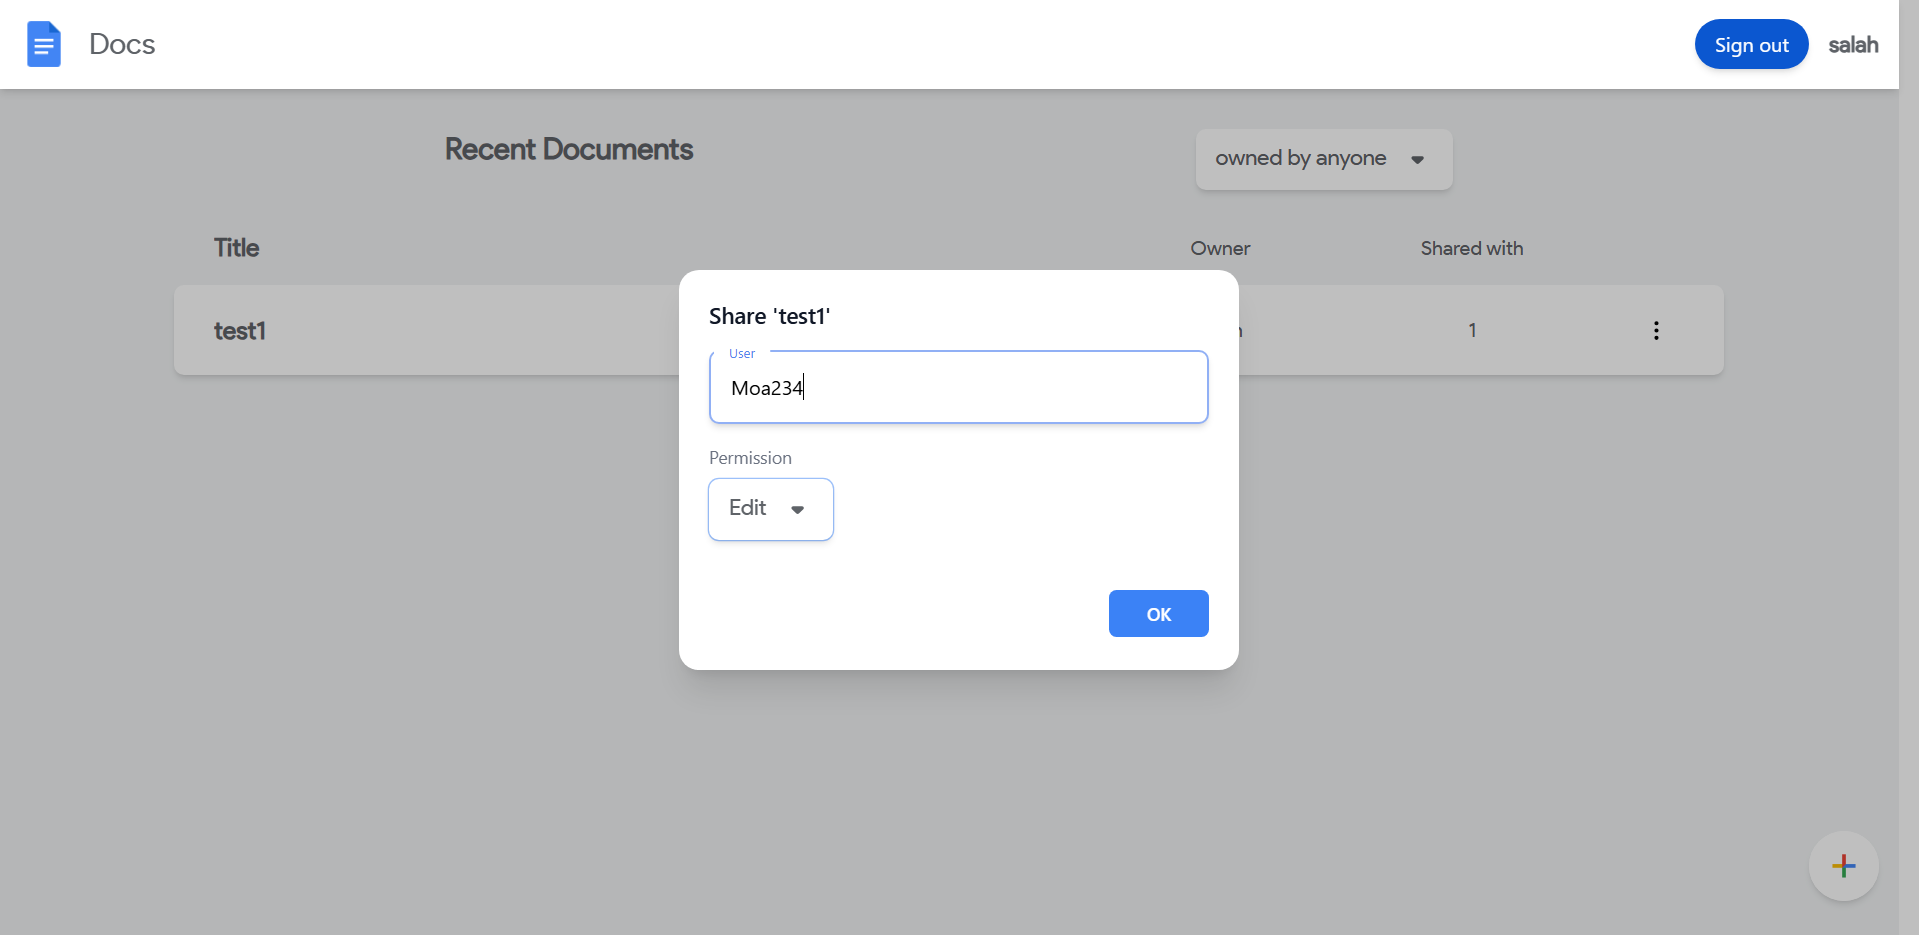 Docs
Sign out
salah
Recent Documents
owned by anyone
Title
Owner
Shared with
test1
1
Share 'test1'
User
Moa234
Permission
Edit
OK